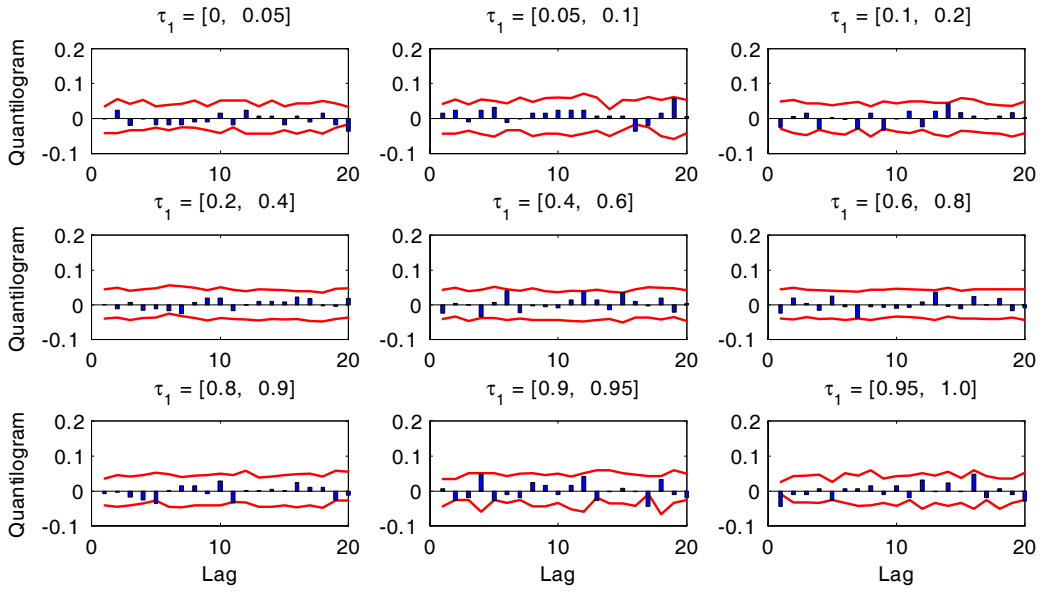 τ1 = [0, 0.05] τ1 = [0.05, 0.1] τ1 = [0.1, 0.2]
0.2 0.2 0.2
0.1 0.1 0.1
0 0 0
-0.1 -0.1 -0.1
Quantilogram
0 10 20 0 10 20 0 10 20
τ1 = [0.2, 0.4] τ1 = [0.4, 0.6] τ1 = [0.6, 0.8]
0.2 0.2 0.2
0.1 0.1 0.1
0 0 0
-0.1 -0.1 -0.1
Quantilogram
0 10 20 0 10 20 0 10 20
τ1 = [0.8, 0.9] τ1 = [0.9, 0.95] τ1 = [0.95, 1.0]
0.2 0.2 0.2
0.1 0.1 0.1
0 0 0
-0.1 -0.1 -0.1
Quantilogram
0 10 20 0 10 20 0 10 20
Lag Lag Lag